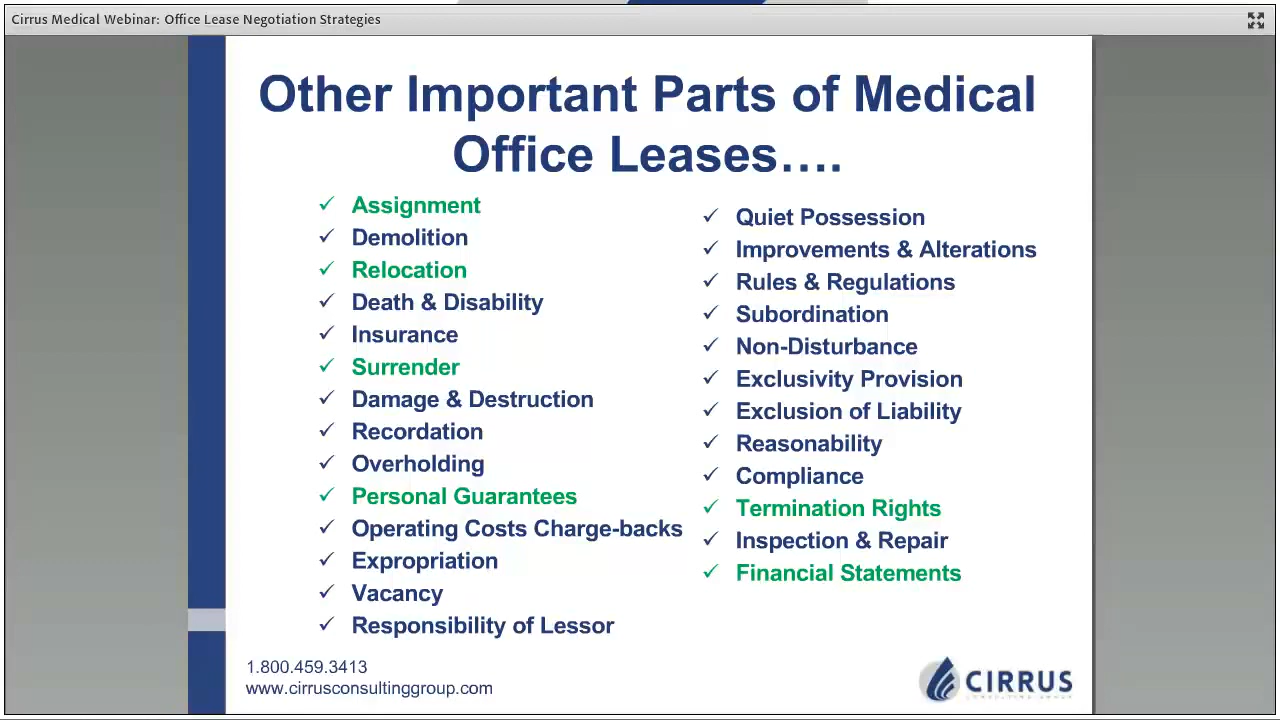 Cirrus Medical Webinar: Office Lease Negotiation Strategies
Other Important Parts of Medical
Office Leases….
✓ Assignment
✓ Demolition
✓ Relocation
✓ Death & Disability
✓ Insurance
✓ Surrender
✓ Damage & Destruction
✓ Recordation
✓ Overholding
✓ Personal Guarantees
✓ Operating Costs Charge-backs
✓ Expropriation
✓ Vacancy
✓ Responsibility of Lessor
✓ Quiet Possession
✓ Improvements & Alterations
✓ Rules & Regulations
✓ Subordination
✓ Non-Disturbance
✓ Exclusivity Provision
✓ Exclusion of Liability
✓ Reasonability
✓ Compliance
✓ Termination Rights
✓ Inspection & Repair
✓ Financial Statements
1.800.459.3413
www.cirrusconsultinggroup.com
CIRRUS
CONSULTING GROUP